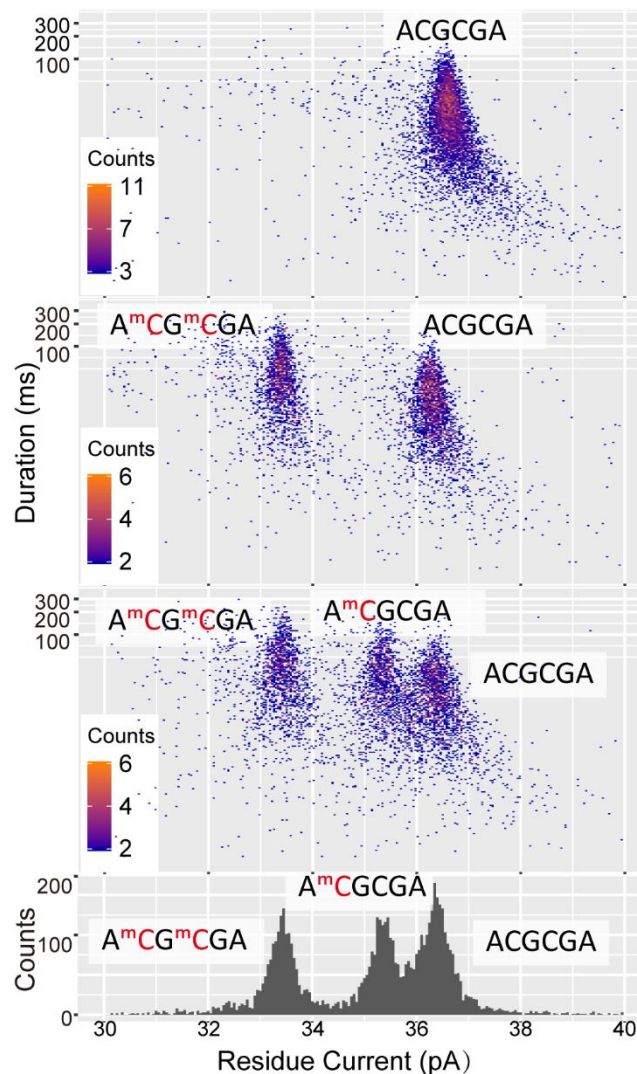 ACGCGA
300
200
100
Counts
11
7
3
AᵐCGᵐCGA
ACGCGA
300
200
100
Duration (ms)
Counts
6
4
2
AᵐCGᵐCGA
AᵐCGCGA
300
200
100
ACGCGA
Counts
6
4
2
200
AᵐCGCGA
AᵐCGᵐCGA
ACGCGA
100
Counts
0
30 32 34 36 38 40
Residue Current (pA)